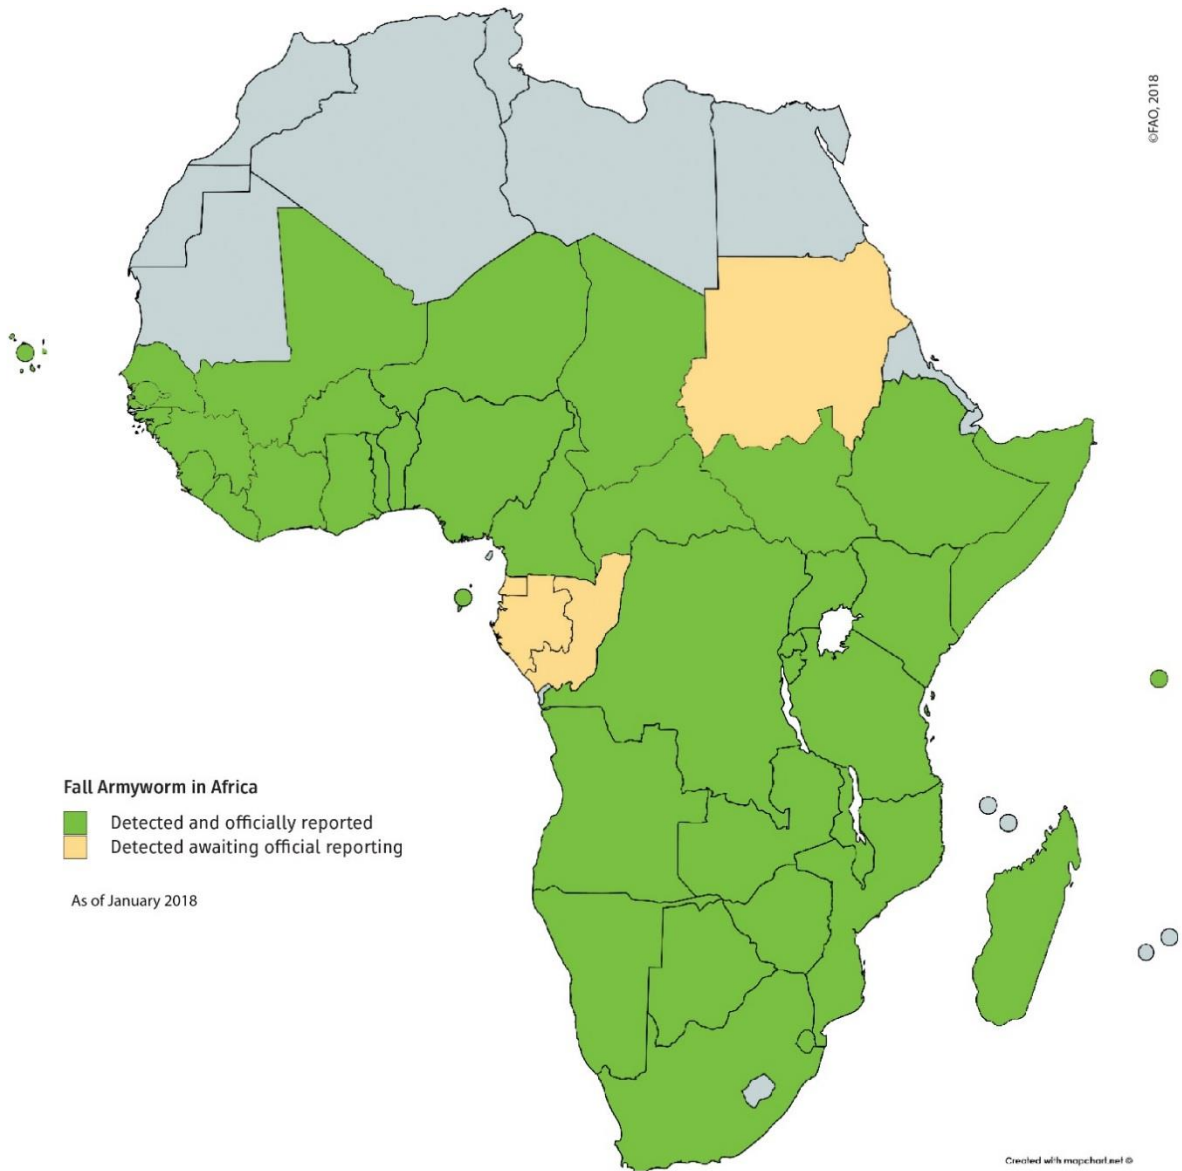 ©FAO, 2018
Fall Armyworm in Africa
Detected and officially reported
Detected awaiting official reporting
As of January 2018
Created with mapchart.net ©